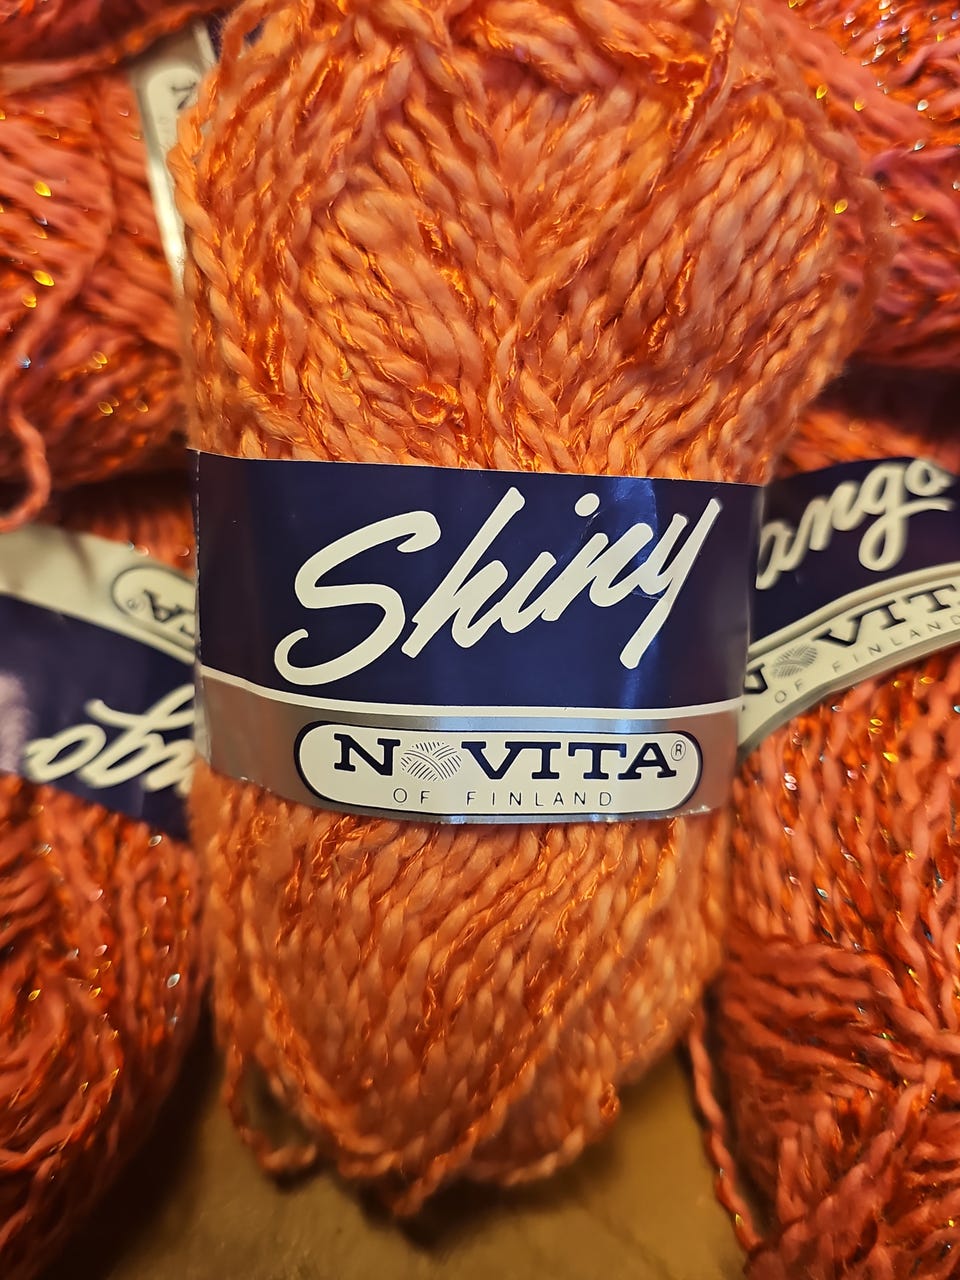 Shiny
NOVITA®
OF FINLAND
ango
NOVITA
OF FINLAND